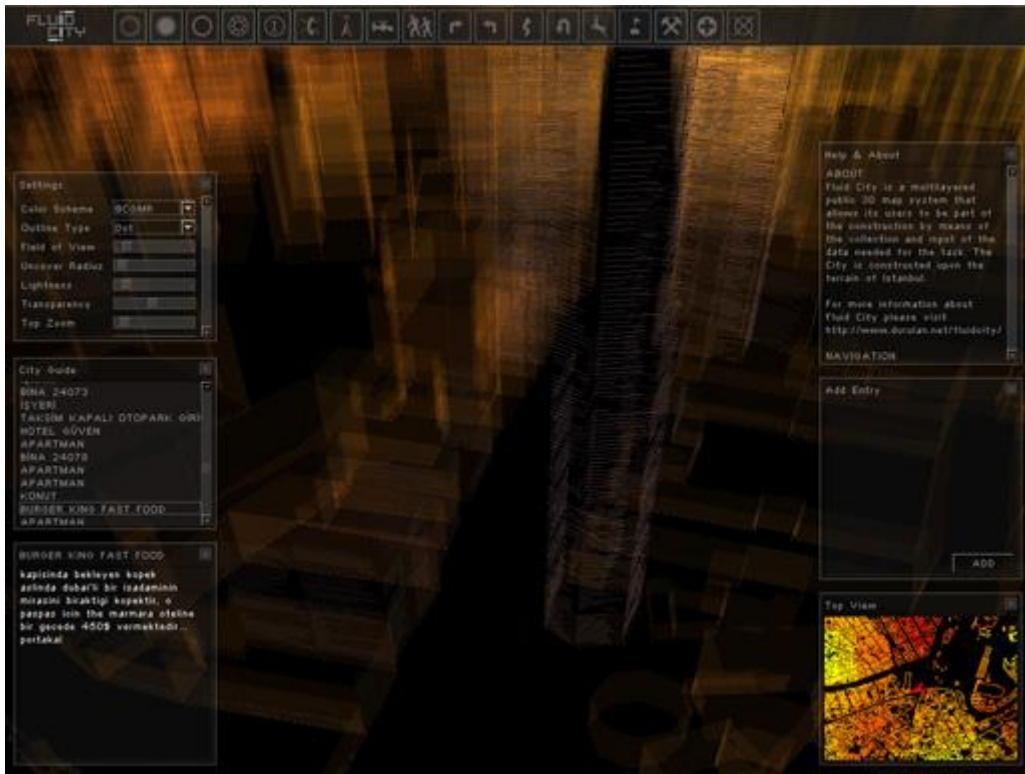 FLUID
CITY
Settings
Color Scheme
BCOMR
Outline Type
Dot
Field of View
Uncover Radius
Lightness
Transparency
Top Zoom
City Guide
BINA 24073
İŞYERİ
TAKSİM KAPALI OTOPARK GİRİ
HOTEL GÜVEN
APARTMAN
BİNA 24078
APARTMAN
APARTMAN
KONUT
BURGER KING FAST FOOD
APARTMAN
BURGER KING FAST FOOD
kapisinda bekleyen kopek
aslinda dubai'li bir isadaminin
mirasini biraktigi kopektir. o
paspas icin the marmara oteline
bir gecede 450$ vermektedir...
portakal
Help & About
ABOUT
Fluid City is a multilayered
public 3D map system that
allows its users to be part of
the construction by means of
the collection and input of the
data needed for the task. The
City is constructed upon the
terrain of Istanbul.
For more information about
Fluid City please visit
http://www.durulan.net/fluidcity/
NAVIGATION
Add Entry
ADD
Top View